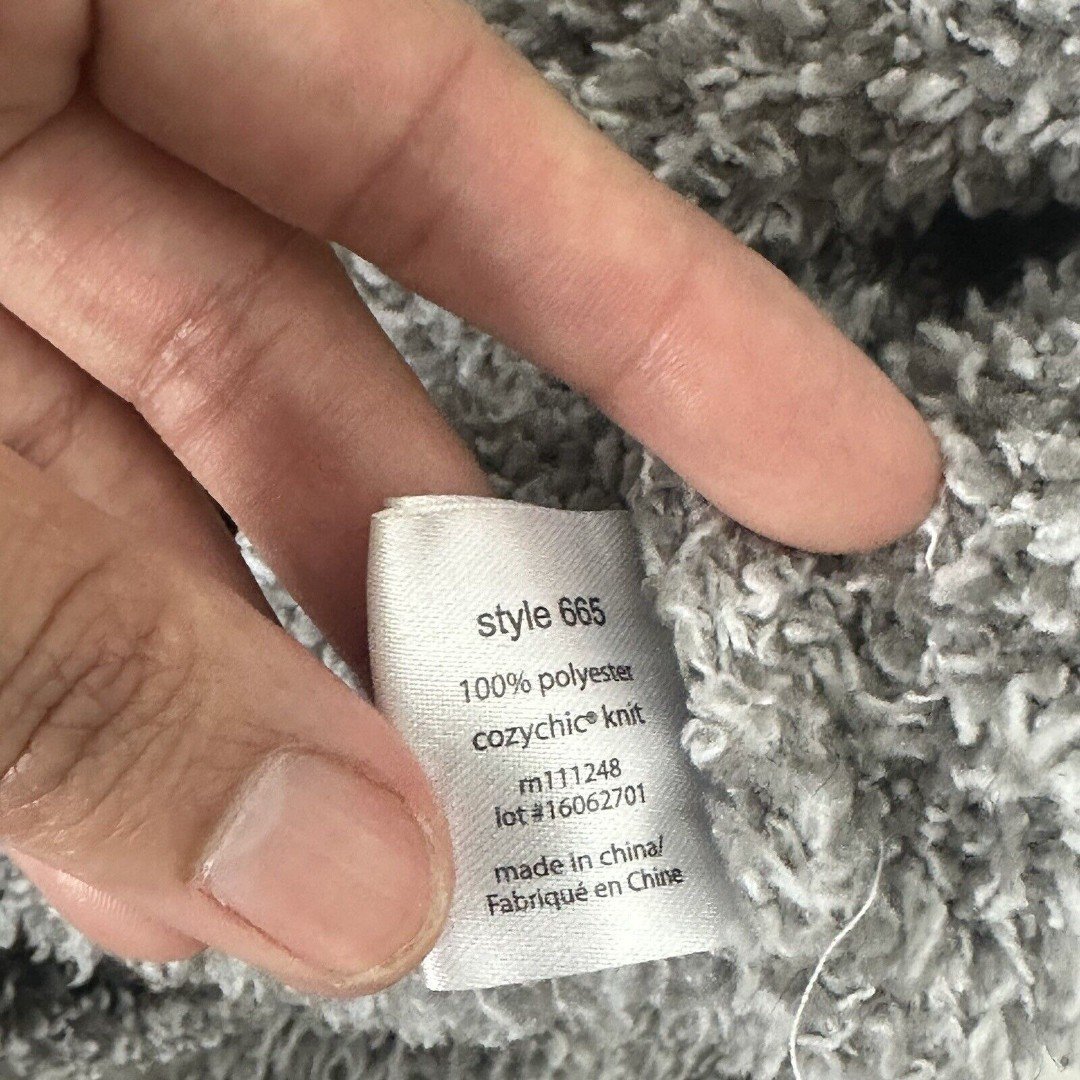 style 665
100% polyester
cozychic® knit
rn111248
lot#16062701
made in china/
Fabriqué en Chine